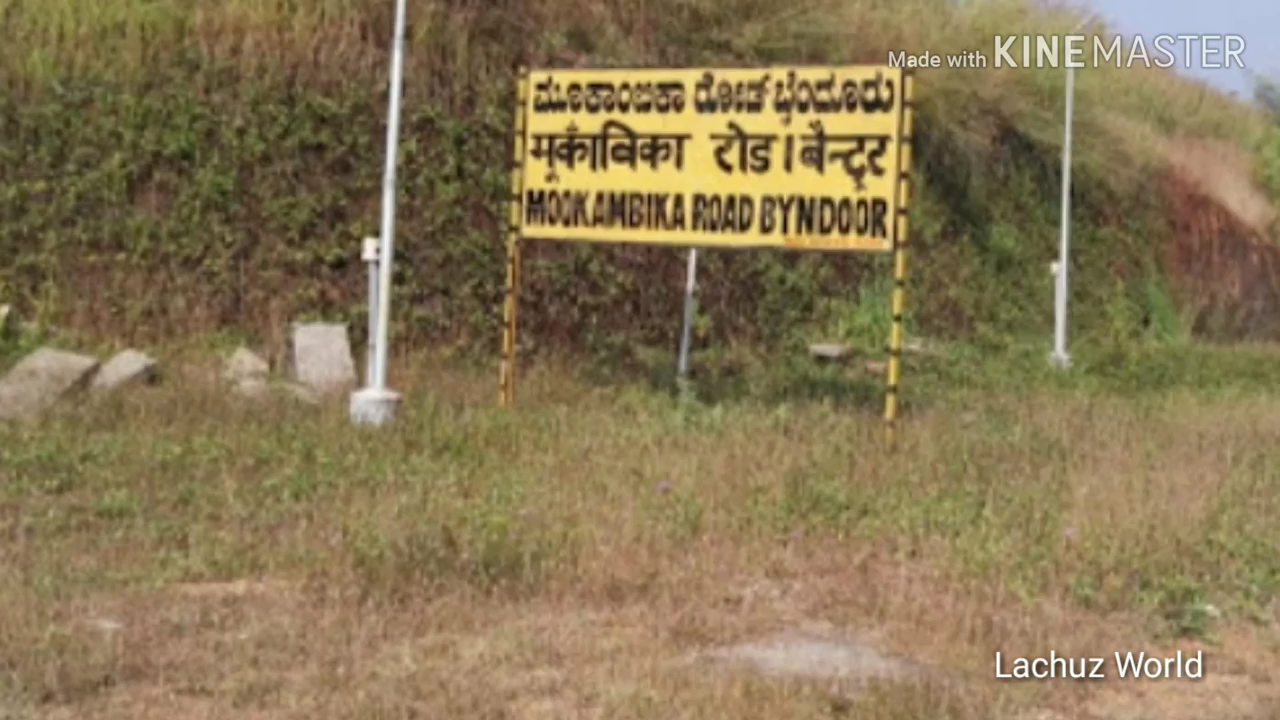 Made with KINEMASTER
ಮೂಕಾಂಬಿಕಾ ರೋಡ್ ಬೈಂದೂರು
मूकांविका रोड । बैन्दूर
MOOKAMBIKA ROAD BYNDOOR
Lachuz World